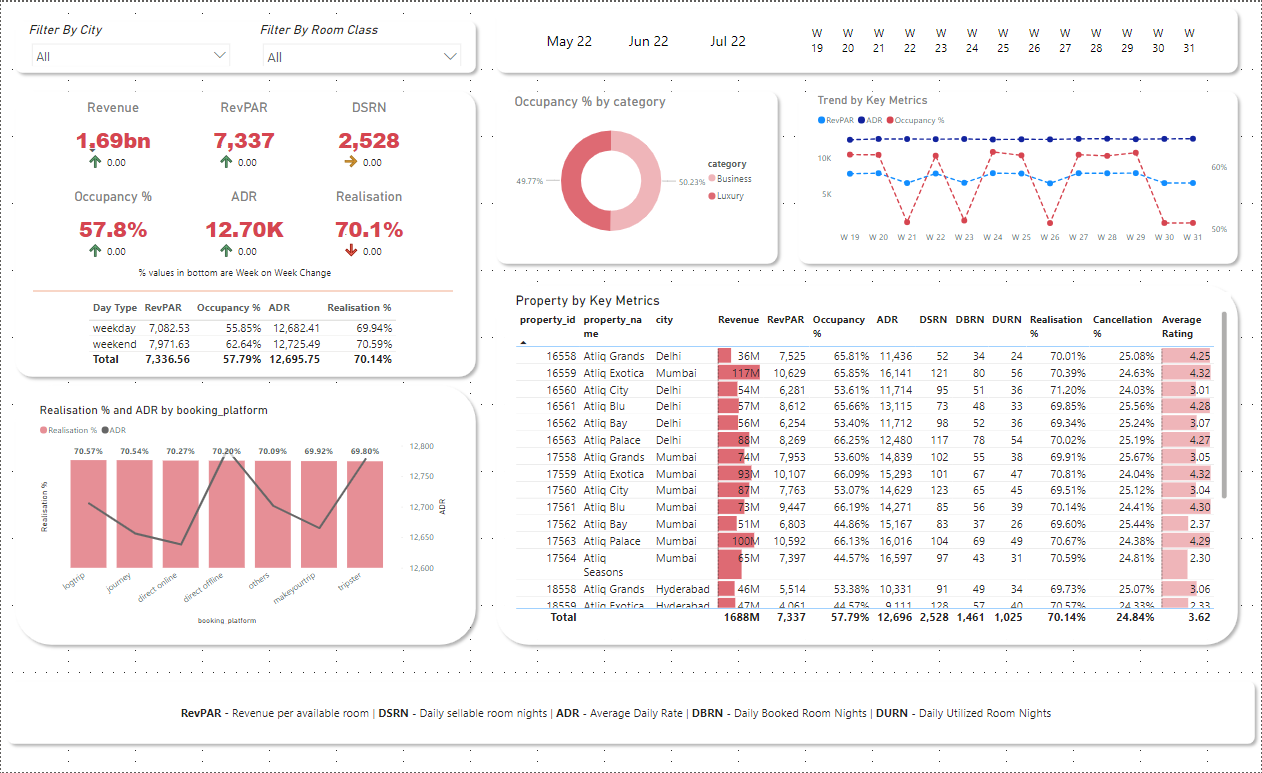 Filter By City
All
Filter By Room Class
All
May 22 Jun 22 Jul 22
W 19 W 20 W 21 W 22 W 23 W 24 W 25 W 26 W 27 W 28 W 29 W 30 W 31
Revenue RevPAR DSRN
1.69bn 7,337 2,528
0.00 0.00 0.00
Occupancy % ADR Realisation
57.8% 12.70K 70.1%
0.00 0.00 0.00
% values in bottom are Week on Week Change
Day Type RevPAR Occupancy % ADR Realisation %
weekday 7,082.53 55.85% 12,682.41 69.94%
weekend 7,971.63 62.64% 12,725.49 70.59%
Total 7,336.56 57.79% 12,695.75 70.14%
Occupancy % by category
49.77%
50.23%
category
Business
Luxury
Trend by Key Metrics
RevPAR ADR Occupancy %
10K
5K
60%
50%
W 19 W 20 W 21 W 22 W 23 W 24 W 25 W 26 W 27 W 28 W 29 W 30 W 31
Realisation % and ADR by booking_platform
Realisation % ADR
70.57% 70.54% 70.27% 70.20% 70.09% 69.92% 69.80%
12,800
12,750
12,700
12,650
12,600
Realisation %
ADR
logtrip journey direct online direct offline others makeyourtrip tripster
booking_platform
Property by Key Metrics
property_id property_name city Revenue RevPAR Occupancy % ADR DSRN DBRN DURN Realisation % Cancellation % Average Rating
16558 Atliq Grands Delhi 36M 7,525 65.81% 11,436 52 34 24 70.01% 25.08% 4.25
16559 Atliq Exotica Mumbai 117M 10,629 65.85% 16,141 121 80 56 70.39% 24.63% 4.32
16560 Atliq City Delhi 54M 6,281 53.61% 11,714 95 51 36 71.20% 24.03% 3.01
16561 Atliq Blu Delhi 57M 8,612 65.66% 13,115 73 48 33 69.85% 25.56% 4.28
16562 Atliq Bay Delhi 56M 6,254 53.40% 11,712 98 52 36 69.34% 25.24% 3.07
16563 Atliq Palace Delhi 88M 8,269 66.25% 12,480 117 78 54 70.02% 25.19% 4.27
17558 Atliq Grands Mumbai 74M 7,953 53.60% 14,839 102 55 38 69.91% 25.67% 3.05
17559 Atliq Exotica Mumbai 93M 10,107 66.09% 15,293 101 67 47 70.81% 24.04% 4.32
17560 Atliq City Mumbai 87M 7,763 53.07% 14,629 123 65 45 69.51% 25.12% 3.04
17561 Atliq Blu Mumbai 73M 9,447 66.19% 14,271 85 56 39 70.14% 24.41% 4.30
17562 Atliq Bay Mumbai 51M 6,803 44.86% 15,167 83 37 26 69.60% 25.44% 2.37
17563 Atliq Palace Mumbai 100M 10,592 66.13% 16,016 104 69 49 70.67% 24.38% 4.29
17564 Atliq Seasons Mumbai 65M 7,397 44.57% 16,597 97 43 31 70.59% 24.81% 2.30
18558 Atliq Grands Hyderabad 46M 5,514 53.38% 10,331 91 49 34 69.73% 25.07% 3.06
18559 Atliq Exotica Hyderabad 47M 4,061 44.57% 9,111 128 57 40 70.57% 24.33% 2.33
Total 1688M 7,337 57.79% 12,696 2,528 1,461 1,025 70.14% 24.84% 3.62
RevPAR - Revenue per available room | DSRN - Daily sellable room nights | ADR - Average Daily Rate | DBRN - Daily Booked Room Nights | DURN - Daily Utilized Room Nights